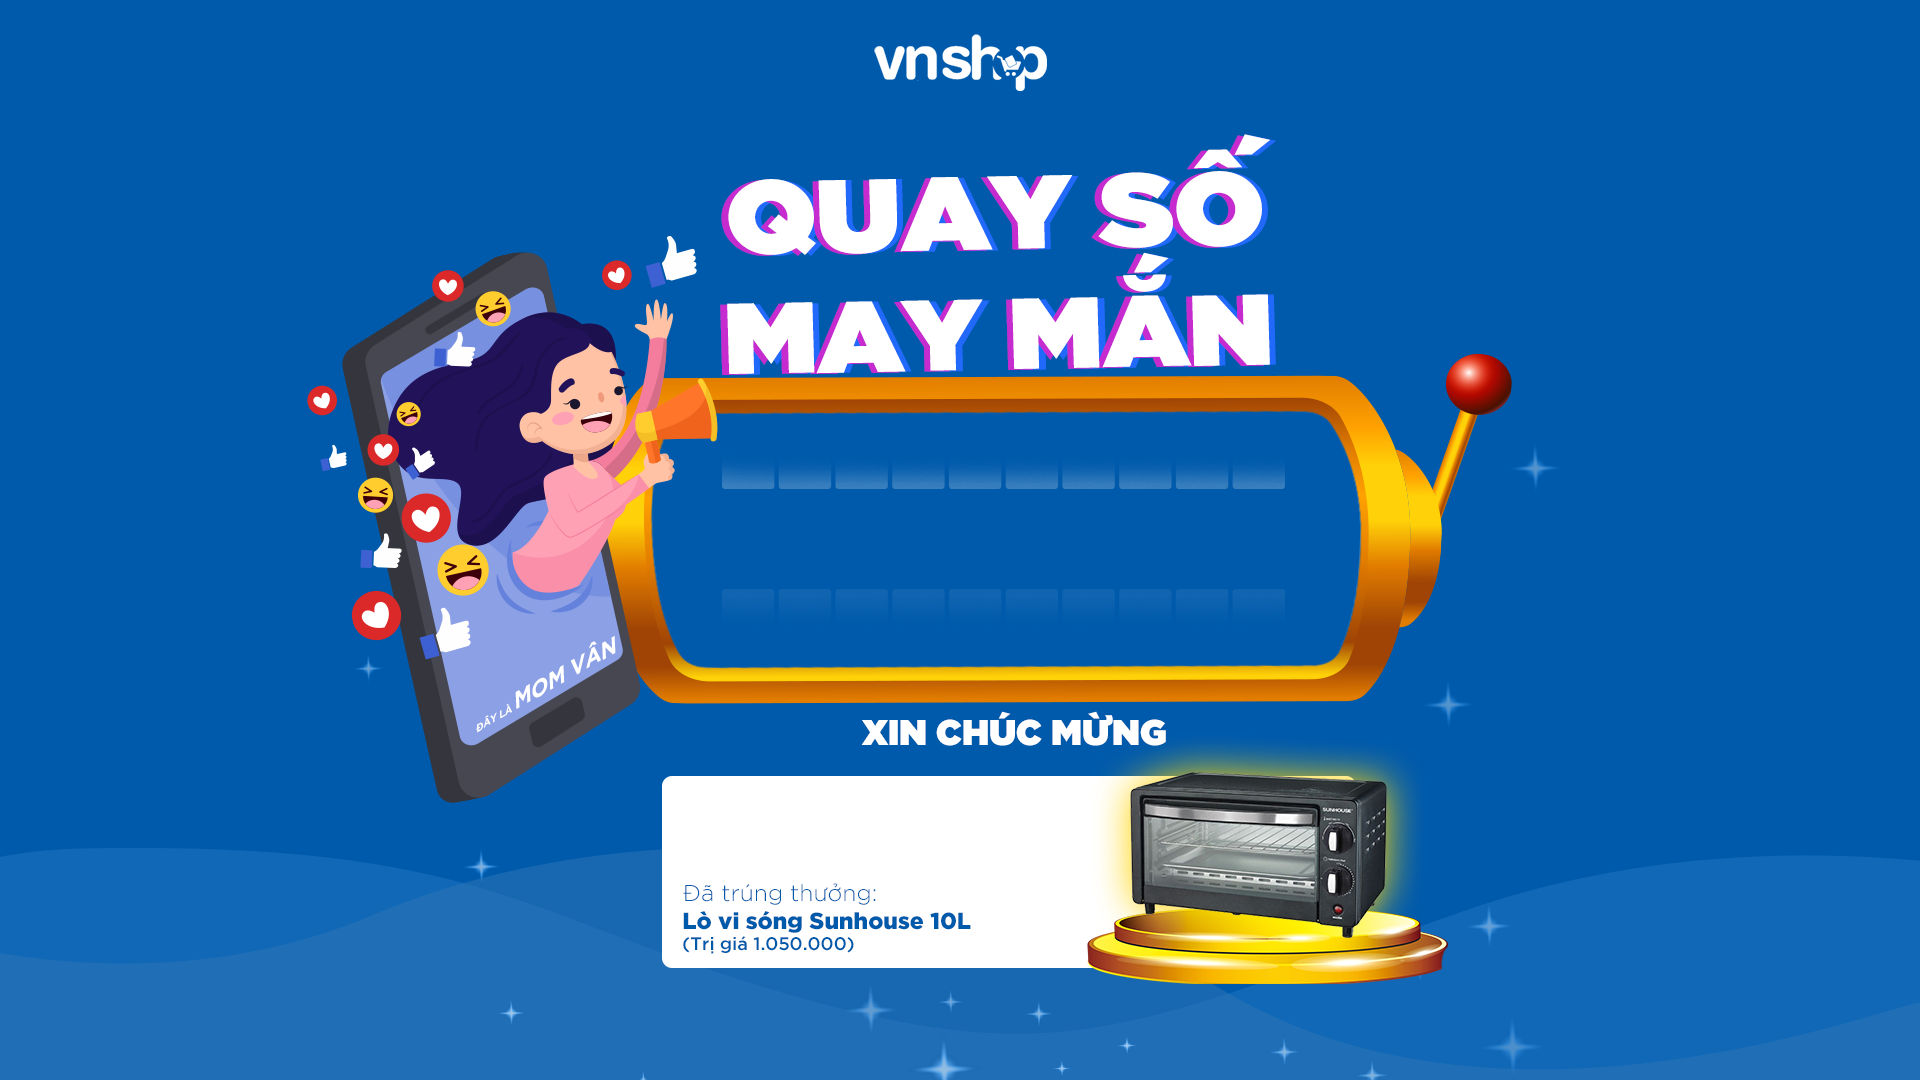 vnshop
QUAY SỐ
MAY MẮN
ĐÂY LÀ MOM VÂN
XIN CHÚC MỪNG
SUNHOUSE
Đã trúng thưởng:
Lò vi sóng Sunhouse 10L
(Trị giá 1.050.000)